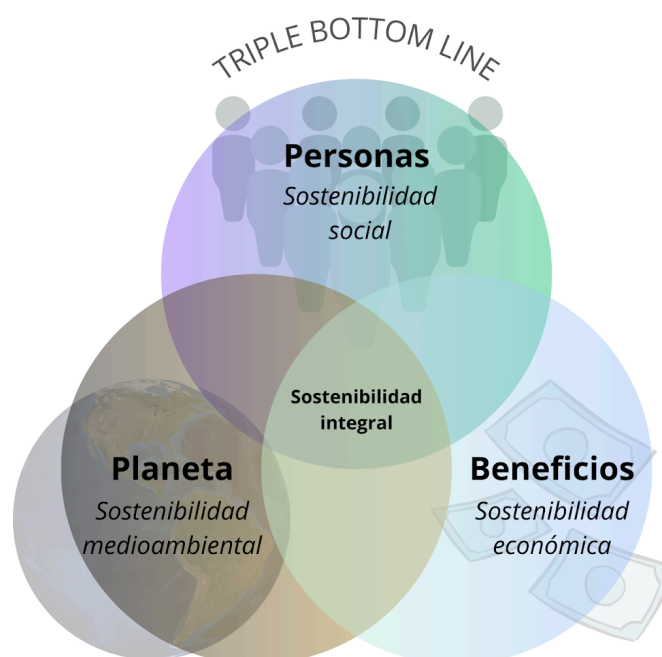 TRIPLE BOTTOM LINE
Personas
Sostenibilidad
social
Sostenibilidad
integral
Planeta
Sostenibilidad
medioambiental
Beneficios
Sostenibilidad
económica